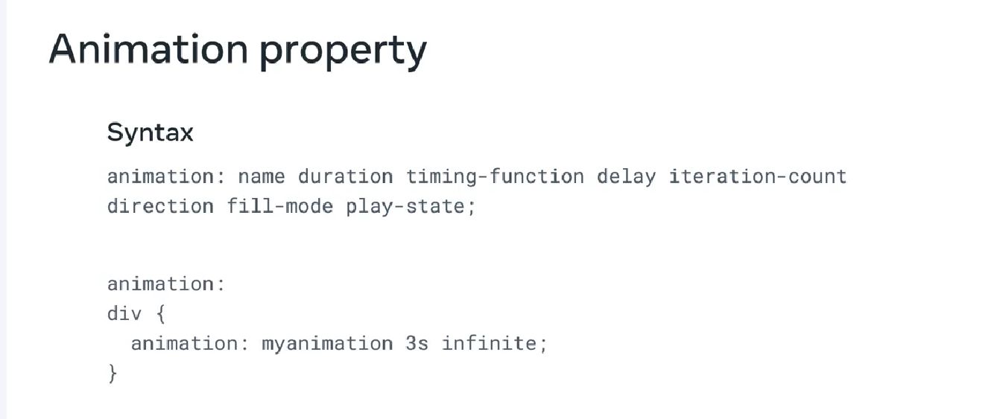 Animation property
Syntax
animation: name duration timing-function delay iteration-count
direction fill-mode play-state;
animation:
div {
  animation: myanimation 3s infinite;
}